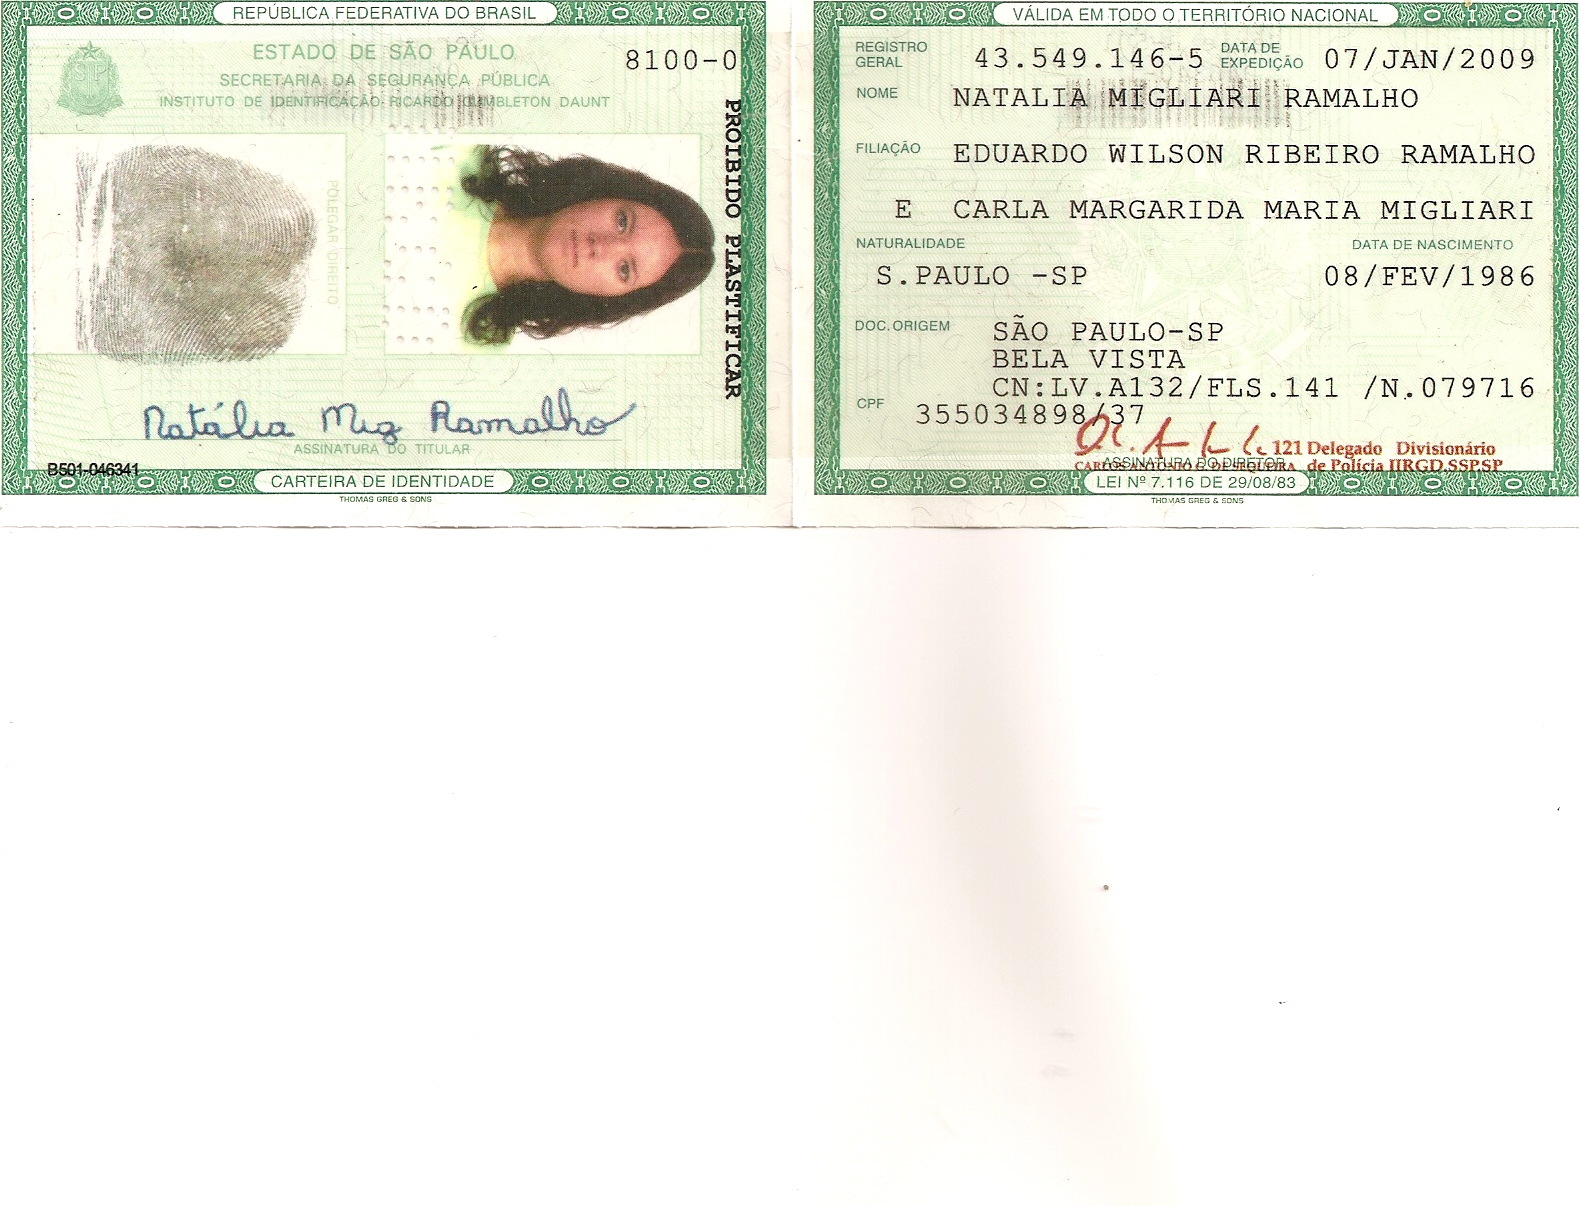 REPÚBLICA FEDERATIVA DO BRASIL
ESTADO DE SÃO PAULO
8100-0
SECRETARIA DA SEGURANÇA PÚBLICA
INSTITUTO DE IDENTIFICAÇÃO RICARDO GUMBLETON DAUNT
POLEGAR DIREITO
PROIBIDO PLASTIFICAR
Natália Mig Ramalho
ASSINATURA DO TITULAR
B501-046341
CARTEIRA DE IDENTIDADE
THOMAS GREG & SONS
VÁLIDA EM TODO O TERRITÓRIO NACIONAL
REGISTRO GERAL 43.549.146-5 DATA DE EXPEDIÇÃO 07/JAN/2009
NOME NATALIA MIGLIARI RAMALHO
FILIAÇÃO EDUARDO WILSON RIBEIRO RAMALHO
E CARLA MARGARIDA MARIA MIGLIARI
NATURALIDADE DATA DE NASCIMENTO
S.PAULO -SP 08/FEV/1986
DOC. ORIGEM SÃO PAULO-SP
BELA VISTA
CN:LV.A132/FLS.141 /N.079716
CPF 355034898/37
121 Delegado Divisionário
ASSINATURA DO DIRETOR
CARLOS ANTONIO G. DE SEQUEIRA de Polícia IIRGD.SSP.SP
LEI Nº 7.116 DE 29/08/83
THOMAS GREG & SONS